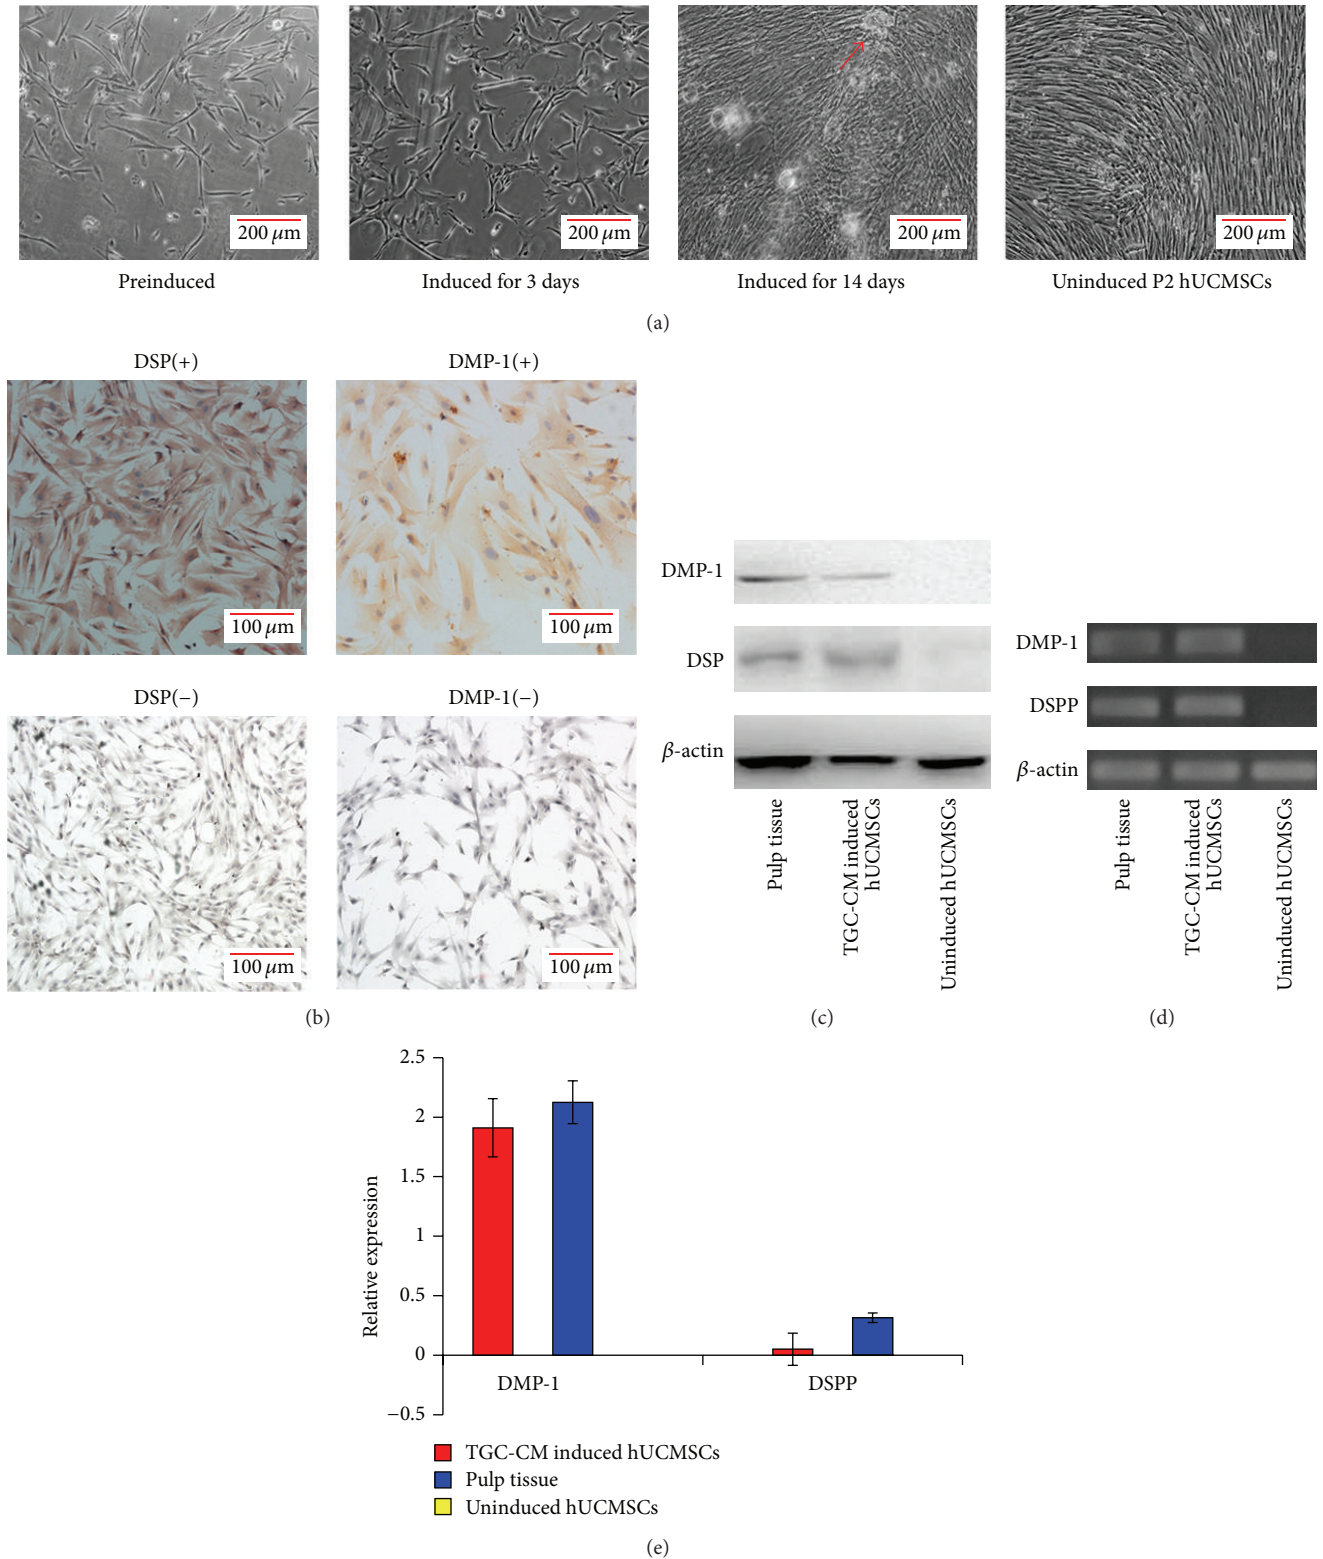 200 μm
200 μm
200 μm
200 μm
Preinduced
Induced for 3 days
Induced for 14 days
Uninduced P2 hUCMSCs
(a)
DSP(+)
DMP-1(+)
100 μm
100 μm
DSP(−)
DMP-1(−)
100 μm
100 μm
(b)
DMP-1
DSP
β-actin
Pulp tissue
TGC-CM induced
hUCMSCs
Uninduced hUCMSCs
(c)
DMP-1
DSPP
β-actin
Pulp tissue
TGC-CM induced
hUCMSCs
Uninduced hUCMSCs
(d)
Relative expression
2.5
2
1.5
1
0.5
0
−0.5
DMP-1
DSPP
TGC-CM induced hUCMSCs
Pulp tissue
Uninduced hUCMSCs
(e)